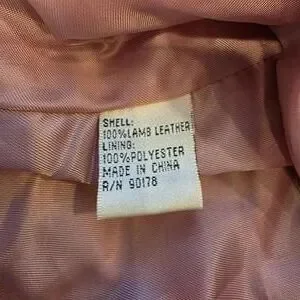 SHELL:
100%LAMB LEATHER
LINING:
100%POLYESTER
MADE IN CHINA
R/N 90178